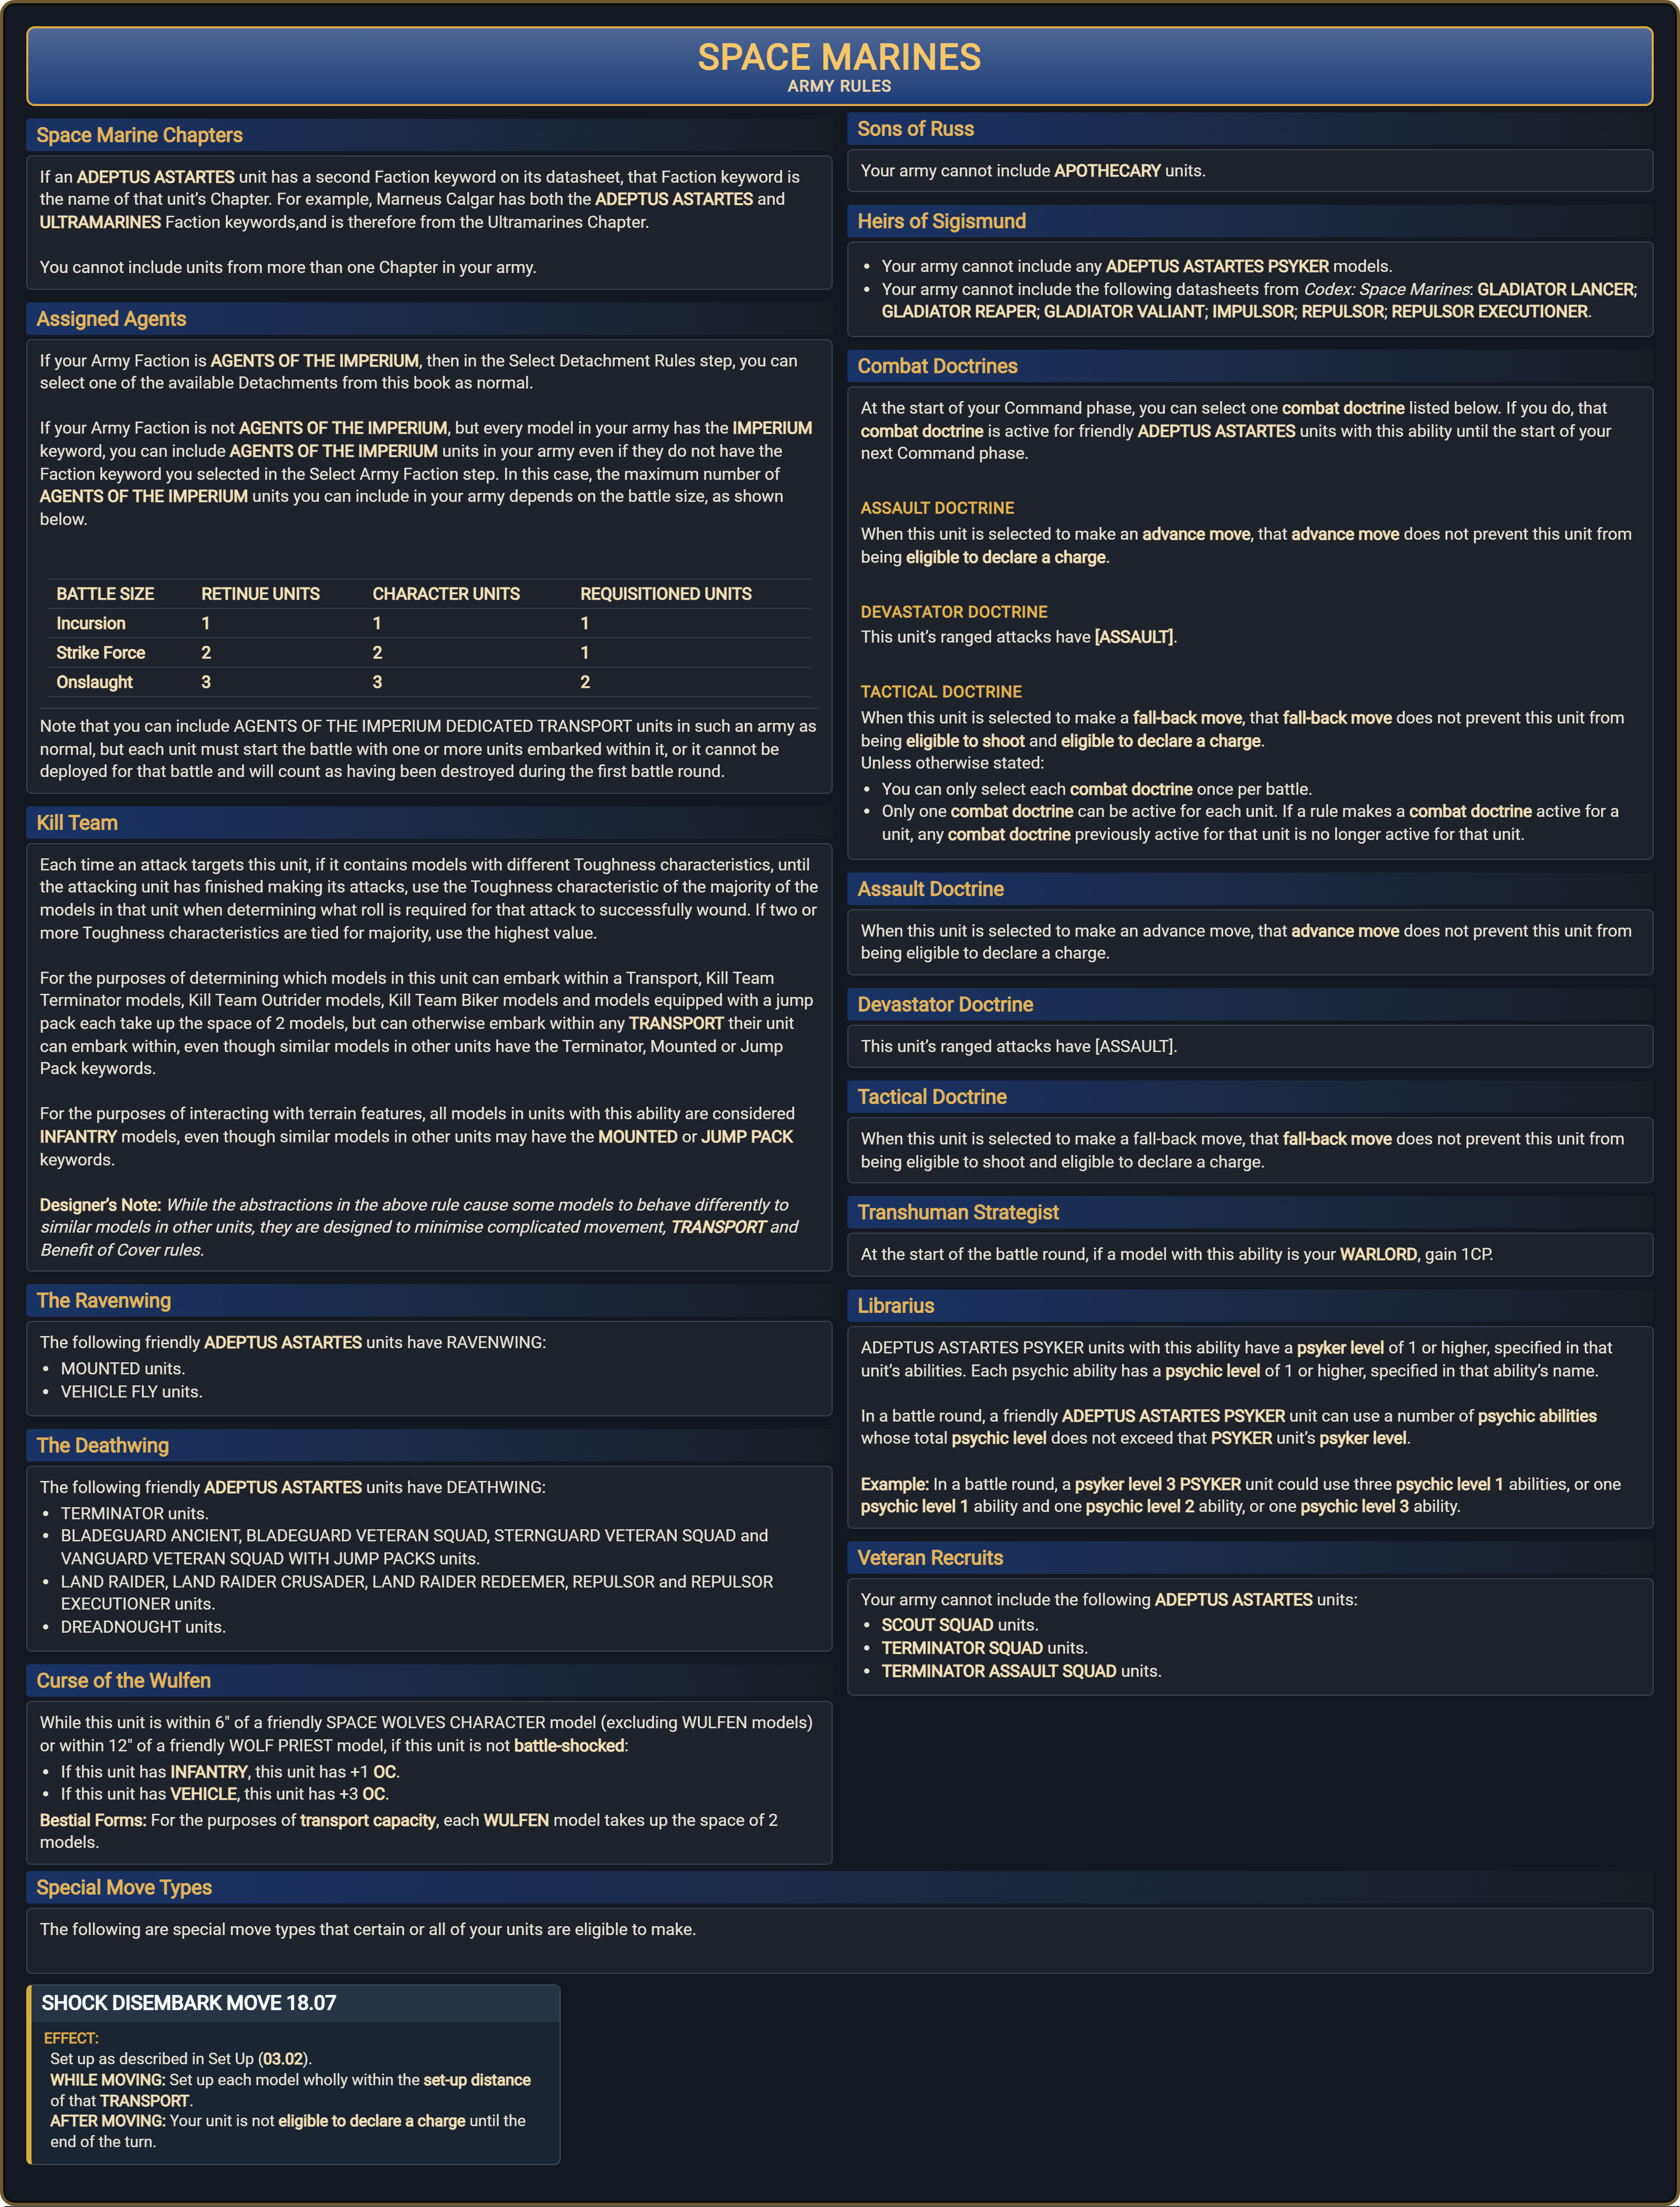 SPACE MARINES
ARMY RULES
Space Marine Chapters
If an ADEPTUS ASTARTES unit has a second Faction keyword on its datasheet, that Faction keyword is
the name of that unit’s Chapter. For example, Marneus Calgar has both the ADEPTUS ASTARTES and
ULTRAMARINES Faction keywords,and is therefore from the Ultramarines Chapter.
You cannot include units from more than one Chapter in your army.
Assigned Agents
If your Army Faction is AGENTS OF THE IMPERIUM, then in the Select Detachment Rules step, you can
select one of the available Detachments from this book as normal.
If your Army Faction is not AGENTS OF THE IMPERIUM, but every model in your army has the IMPERIUM
keyword, you can include AGENTS OF THE IMPERIUM units in your army even if they do not have the
Faction keyword you selected in the Select Army Faction step. In this case, the maximum number of
AGENTS OF THE IMPERIUM units you can include in your army depends on the battle size, as shown
below.
BATTLE SIZE RETINUE UNITS CHARACTER UNITS REQUISITIONED UNITS
Incursion 1 1 1
Strike Force 2 2 1
Onslaught 3 3 2
Note that you can include AGENTS OF THE IMPERIUM DEDICATED TRANSPORT units in such an army as
normal, but each unit must start the battle with one or more units embarked within it, or it cannot be
deployed for that battle and will count as having been destroyed during the first battle round.
Kill Team
Each time an attack targets this unit, if it contains models with different Toughness characteristics, until
the attacking unit has finished making its attacks, use the Toughness characteristic of the majority of the
models in that unit when determining what roll is required for that attack to successfully wound. If two or
more Toughness characteristics are tied for majority, use the highest value.
For the purposes of determining which models in this unit can embark within a Transport, Kill Team
Terminator models, Kill Team Outrider models, Kill Team Biker models and models equipped with a jump
pack each take up the space of 2 models, but can otherwise embark within any TRANSPORT their unit
can embark within, even though similar models in other units have the Terminator, Mounted or Jump
Pack keywords.
For the purposes of interacting with terrain features, all models in units with this ability are considered
INFANTRY models, even though similar models in other units may have the MOUNTED or JUMP PACK
keywords.
Designer’s Note: While the abstractions in the above rule cause some models to behave differently to
similar models in other units, they are designed to minimise complicated movement, TRANSPORT and
Benefit of Cover rules.
The Ravenwing
The following friendly ADEPTUS ASTARTES units have RAVENWING:
• MOUNTED units.
• VEHICLE FLY units.
The Deathwing
The following friendly ADEPTUS ASTARTES units have DEATHWING:
• TERMINATOR units.
• BLADEGUARD ANCIENT, BLADEGUARD VETERAN SQUAD, STERNGUARD VETERAN SQUAD and
VANGUARD VETERAN SQUAD WITH JUMP PACKS units.
• LAND RAIDER, LAND RAIDER CRUSADER, LAND RAIDER REDEEMER, REPULSOR and REPULSOR
EXECUTIONER units.
• DREADNOUGHT units.
Curse of the Wulfen
While this unit is within 6" of a friendly SPACE WOLVES CHARACTER model (excluding WULFEN models)
or within 12" of a friendly WOLF PRIEST model, if this unit is not battle-shocked:
• If this unit has INFANTRY, this unit has +1 OC.
• If this unit has VEHICLE, this unit has +3 OC.
Bestial Forms: For the purposes of transport capacity, each WULFEN model takes up the space of 2
models.
Sons of Russ
Your army cannot include APOTHECARY units.
Heirs of Sigismund
• Your army cannot include any ADEPTUS ASTARTES PSYKER models.
• Your army cannot include the following datasheets from Codex: Space Marines: GLADIATOR LANCER;
GLADIATOR REAPER; GLADIATOR VALIANT; IMPULSOR; REPULSOR; REPULSOR EXECUTIONER.
Combat Doctrines
At the start of your Command phase, you can select one combat doctrine listed below. If you do, that
combat doctrine is active for friendly ADEPTUS ASTARTES units with this ability until the start of your
next Command phase.
ASSAULT DOCTRINE
When this unit is selected to make an advance move, that advance move does not prevent this unit from
being eligible to declare a charge.
DEVASTATOR DOCTRINE
This unit’s ranged attacks have [ASSAULT].
TACTICAL DOCTRINE
When this unit is selected to make a fall-back move, that fall-back move does not prevent this unit from
being eligible to shoot and eligible to declare a charge.
Unless otherwise stated:
• You can only select each combat doctrine once per battle.
• Only one combat doctrine can be active for each unit. If a rule makes a combat doctrine active for a
unit, any combat doctrine previously active for that unit is no longer active for that unit.
Assault Doctrine
When this unit is selected to make an advance move, that advance move does not prevent this unit from
being eligible to declare a charge.
Devastator Doctrine
This unit’s ranged attacks have [ASSAULT].
Tactical Doctrine
When this unit is selected to make a fall-back move, that fall-back move does not prevent this unit from
being eligible to shoot and eligible to declare a charge.
Transhuman Strategist
At the start of the battle round, if a model with this ability is your WARLORD, gain 1CP.
Librarius
ADEPTUS ASTARTES PSYKER units with this ability have a psyker level of 1 or higher, specified in that
unit’s abilities. Each psychic ability has a psychic level of 1 or higher, specified in that ability’s name.
In a battle round, a friendly ADEPTUS ASTARTES PSYKER unit can use a number of psychic abilities
whose total psychic level does not exceed that PSYKER unit’s psyker level.
Example: In a battle round, a psyker level 3 PSYKER unit could use three psychic level 1 abilities, or one
psychic level 1 ability and one psychic level 2 ability, or one psychic level 3 ability.
Veteran Recruits
Your army cannot include the following ADEPTUS ASTARTES units:
• SCOUT SQUAD units.
• TERMINATOR SQUAD units.
• TERMINATOR ASSAULT SQUAD units.
Special Move Types
The following are special move types that certain or all of your units are eligible to make.
SHOCK DISEMBARK MOVE 18.07
EFFECT:
Set up as described in Set Up (03.02).
WHILE MOVING: Set up each model wholly within the set-up distance
of that TRANSPORT.
AFTER MOVING: Your unit is not eligible to declare a charge until the
end of the turn.